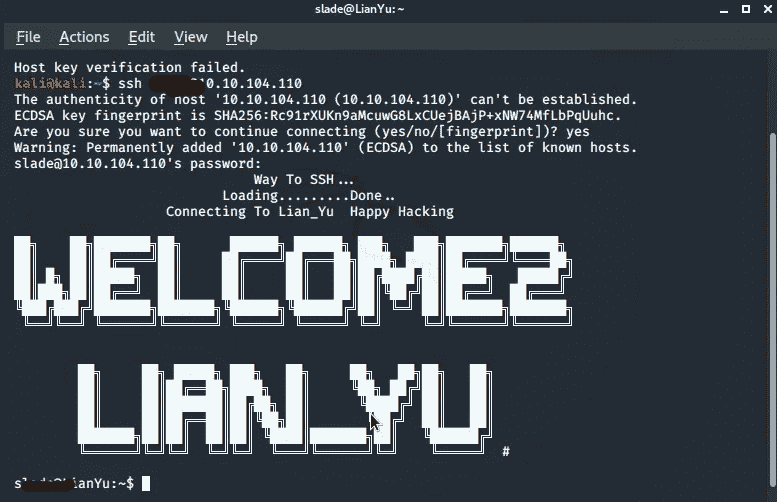 slade@LianYu: ~
File Actions Edit View Help
Host key verification failed.
kali@kali:~$ ssh 10.10.104.110
The authenticity of host '10.10.104.110 (10.10.104.110)' can't be established.
ECDSA key fingerprint is SHA256:Rc91rXUKn9aMcuwG8LxCUejBAjP+xNW74MfLbPqUuhc.
Are you sure you want to continue connecting (yes/no/[fingerprint])? yes
Warning: Permanently added '10.10.104.110' (ECDSA) to the list of known hosts.
slade@10.10.104.110's password:
Way To SSH...
Loading.........Done..
Connecting To Lian_Yu Happy Hacking
WELCOME2
LIAN_YU #
:~$